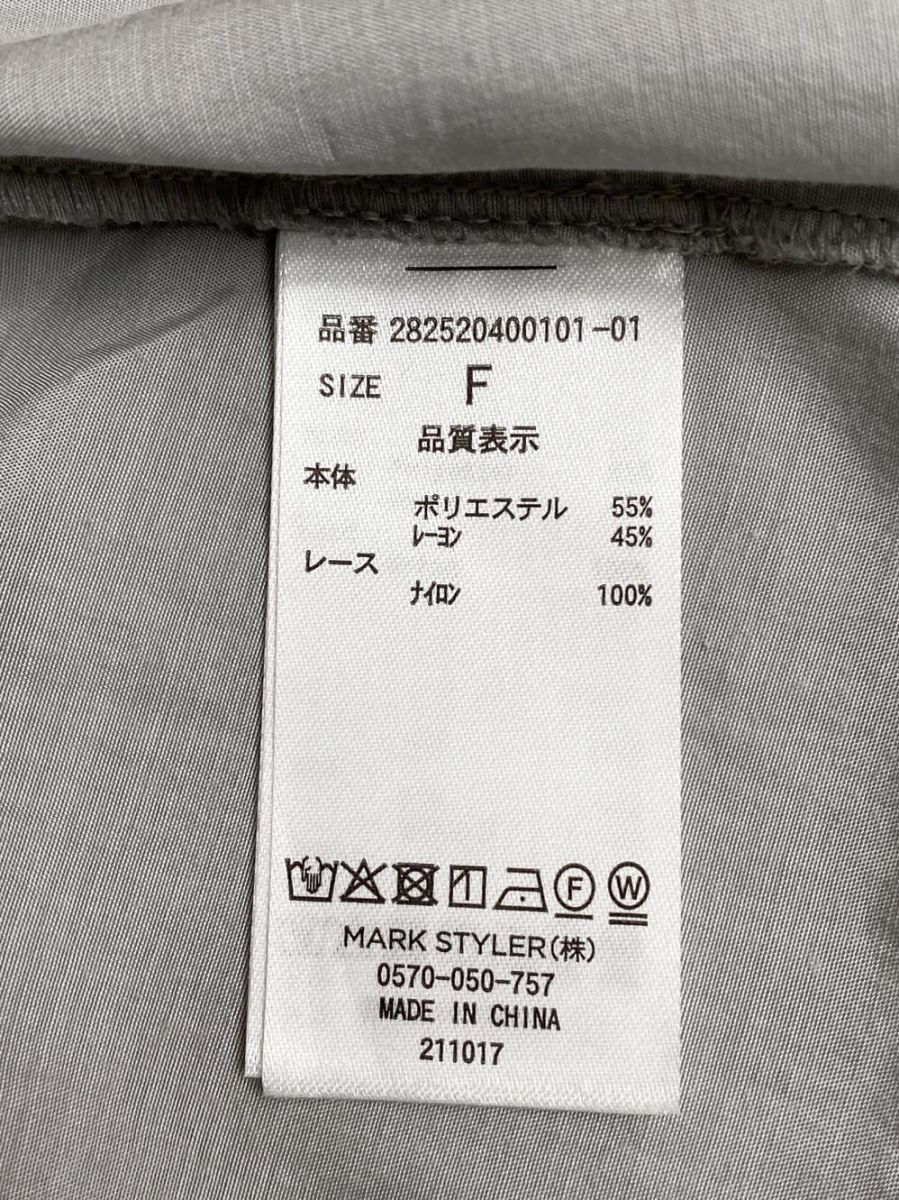 品番 282520400101-01
SIZE F
品質表示
本体
ポリエステル 55%
ﾚｰﾖﾝ 45%
レース
ﾅｲﾛﾝ 100%
F W
MARK STYLER(株)
0570-050-757
MADE IN CHINA
211017